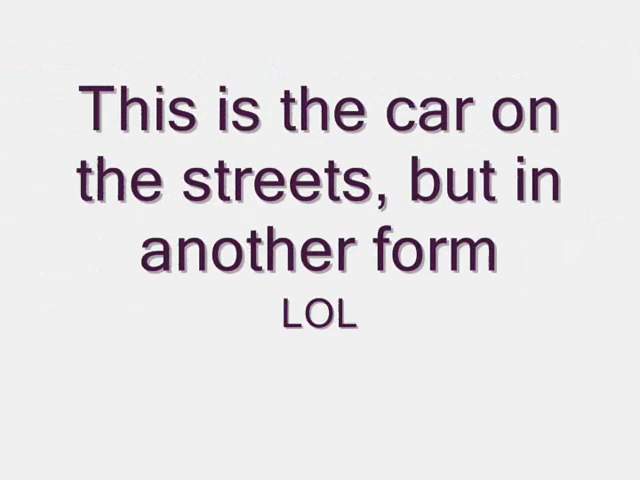 This is the car on
the streets, but in
another form
LOL